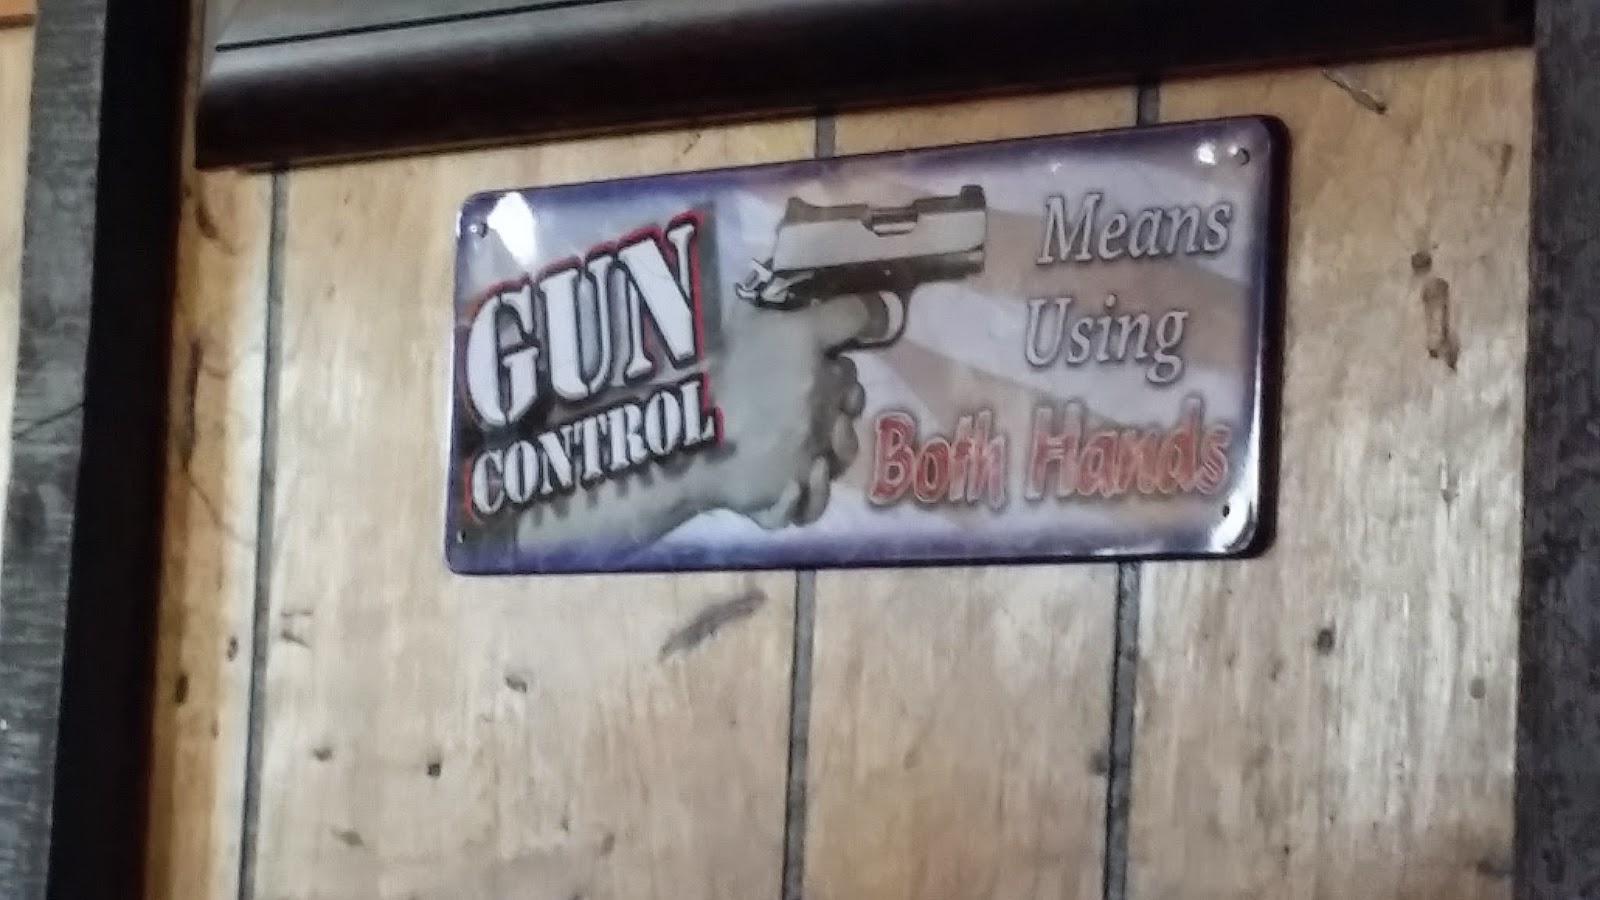 GUN
CONTROL
Means
Using
Both Hands